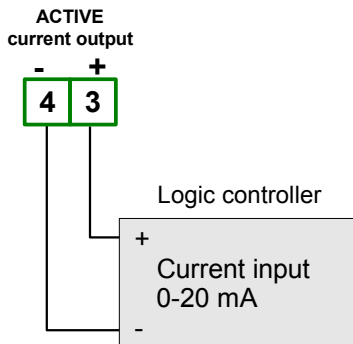 ACTIVE
current output
- +
4 3
Logic controller
+
Current input
0-20 mA
-